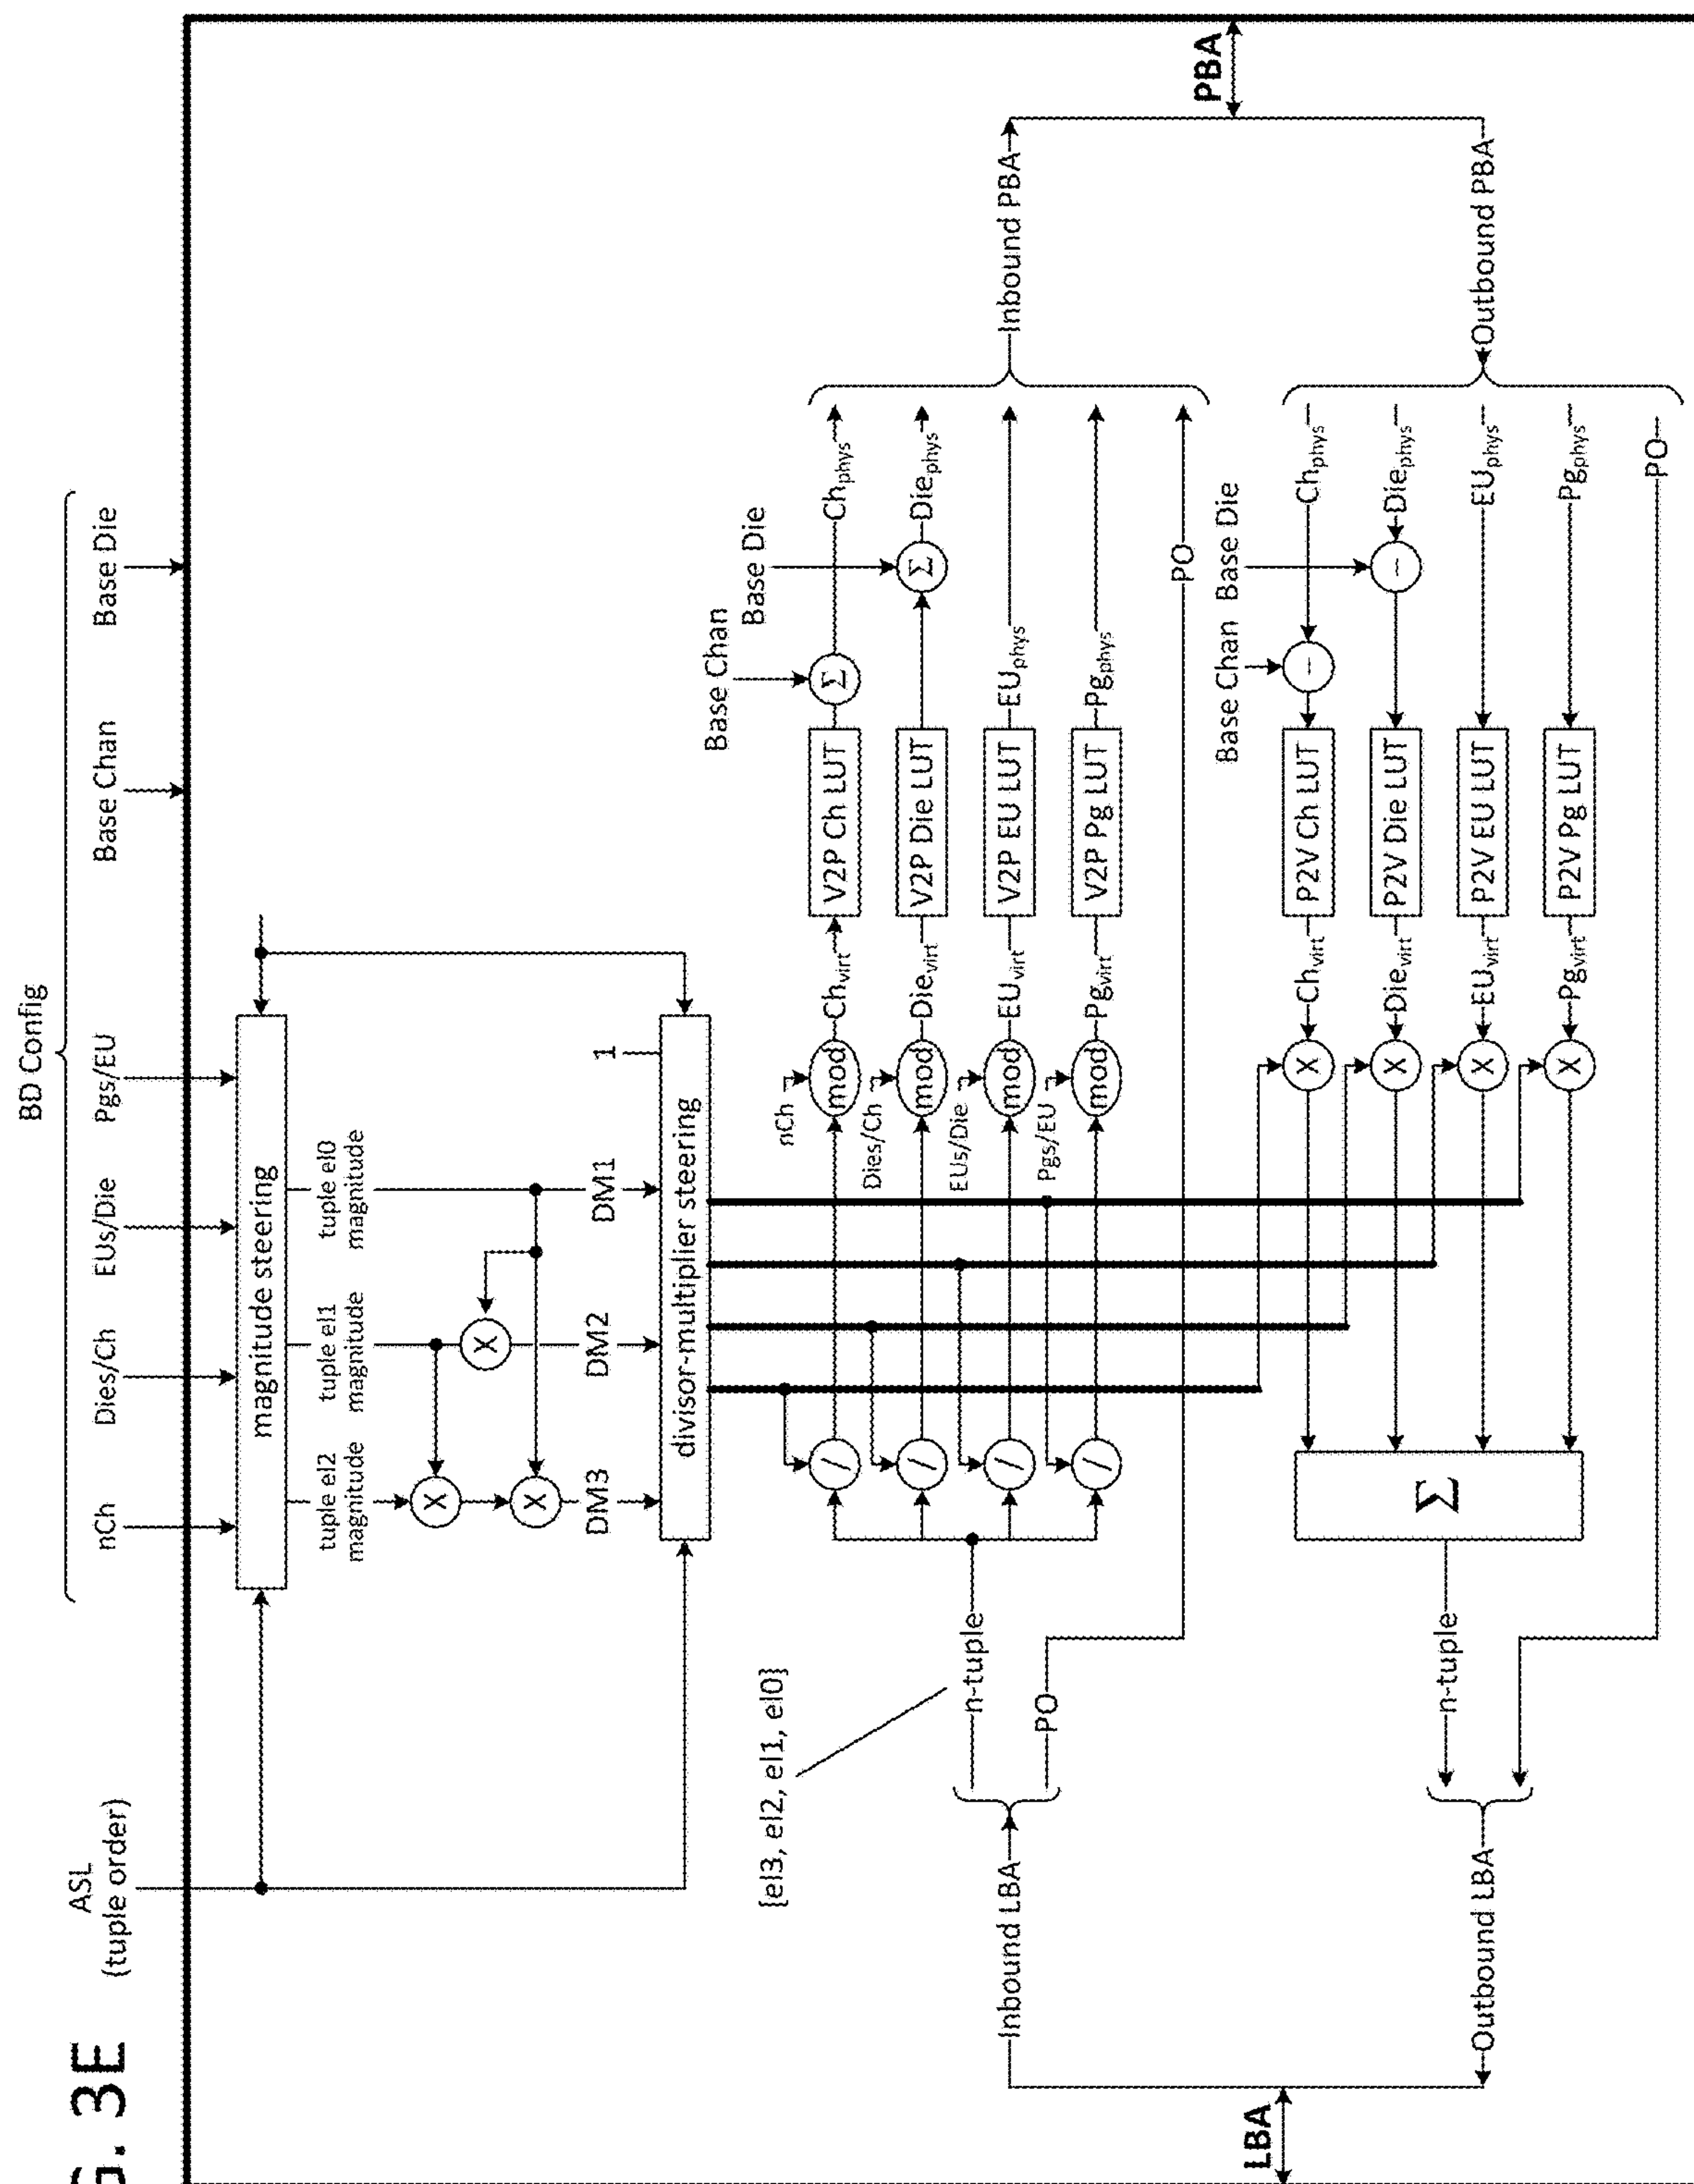 G. 3E
ASL
(tuple order)
BD Config
nCh
Dies/Ch
EUs/Die
Pgs/EU
Base Chan
Base Die
magnitude steering
tuple el2
magnitude
tuple el1
magnitude
tuple el0
magnitude
X
X
X
DM3
DM2
DM1
1
divisor-multiplier steering
[el3, el2, el1, el0]
LBA
Inbound LBA
n-tuple
PO
/
/
/
/
nCh
Dies/Ch
EUs/Die
Pgs/EU
mod
mod
mod
mod
Chvirt
Dievirt
EUvirt
Pgvirt
V2P Ch LUT
V2P Die LUT
V2P EU LUT
V2P Pg LUT
Base Chan
Base Die
Σ
Σ
Chphys
Diephys
EUphys
Pgphys
PO
Inbound PBA
PBA
Outbound LBA
n-tuple
Σ
X
X
X
X
Chvirt
Dievirt
EUvirt
Pgvirt
P2V Ch LUT
P2V Die LUT
P2V EU LUT
P2V Pg LUT
Base Chan
Base Die
–
–
Chphys
Diephys
EUphys
Pgphys
PO
Outbound PBA